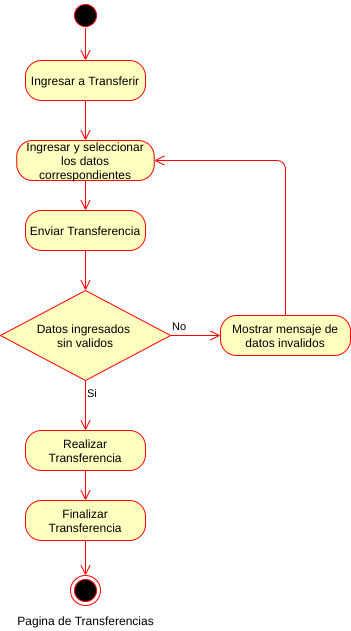 Ingresar a Transferir
Ingresar y seleccionar
los datos
correspondientes
Enviar Transferencia
Datos ingresados
sin validos
No
Mostrar mensaje de
datos invalidos
Si
Realizar
Transferencia
Finalizar
Transferencia
Pagina de Transferencias